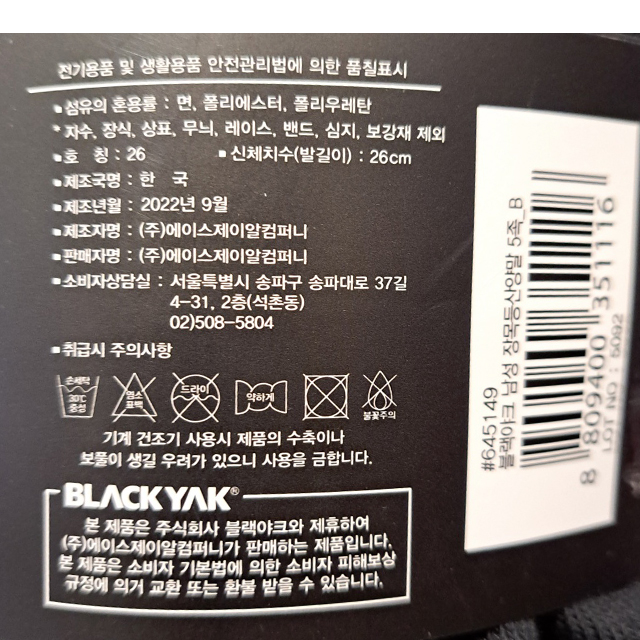 전기용품 및 생활용품 안전관리법에 의한 품질표시
▪섬유의 혼용률 : 면, 폴리에스터, 폴리우레탄
* 자수, 장식, 상표, 무늬, 레이스, 밴드, 심지, 보강재 제외
▪호 칭 : 26 ▪신체치수(발길이) : 26cm
▪제조국명 : 한 국
▪제조년월 : 2022년 9월
▪제조자명 : (주)에이스제이알컴퍼니
▪판매자명 : (주)에이스제이알컴퍼니
▪소비자상담실 : 서울특별시 송파구 송파대로 37길
4-31, 2층(석촌동)
02)508-5804
▪취급시 주의사항
손세탁
30℃
중성
염소
표백
드라이
약하게
불꽃주의
기계 건조기 사용시 제품의 수축이나
보풀이 생길 우려가 있으니 사용을 금합니다.
BLACKYAK®
본 제품은 주식회사 블랙야크와 제휴하여
(주)에이스제이알컴퍼니가 판매하는 제품입니다.
본 제품은 소비자 기본법에 의한 소비자 피해보상
규정에 의거 교환 또는 환불 받을 수 있습니다.
#645149
블랙야크 남성 장목등산양말 5족_B
8 809400 351116
LOT NO : 5092